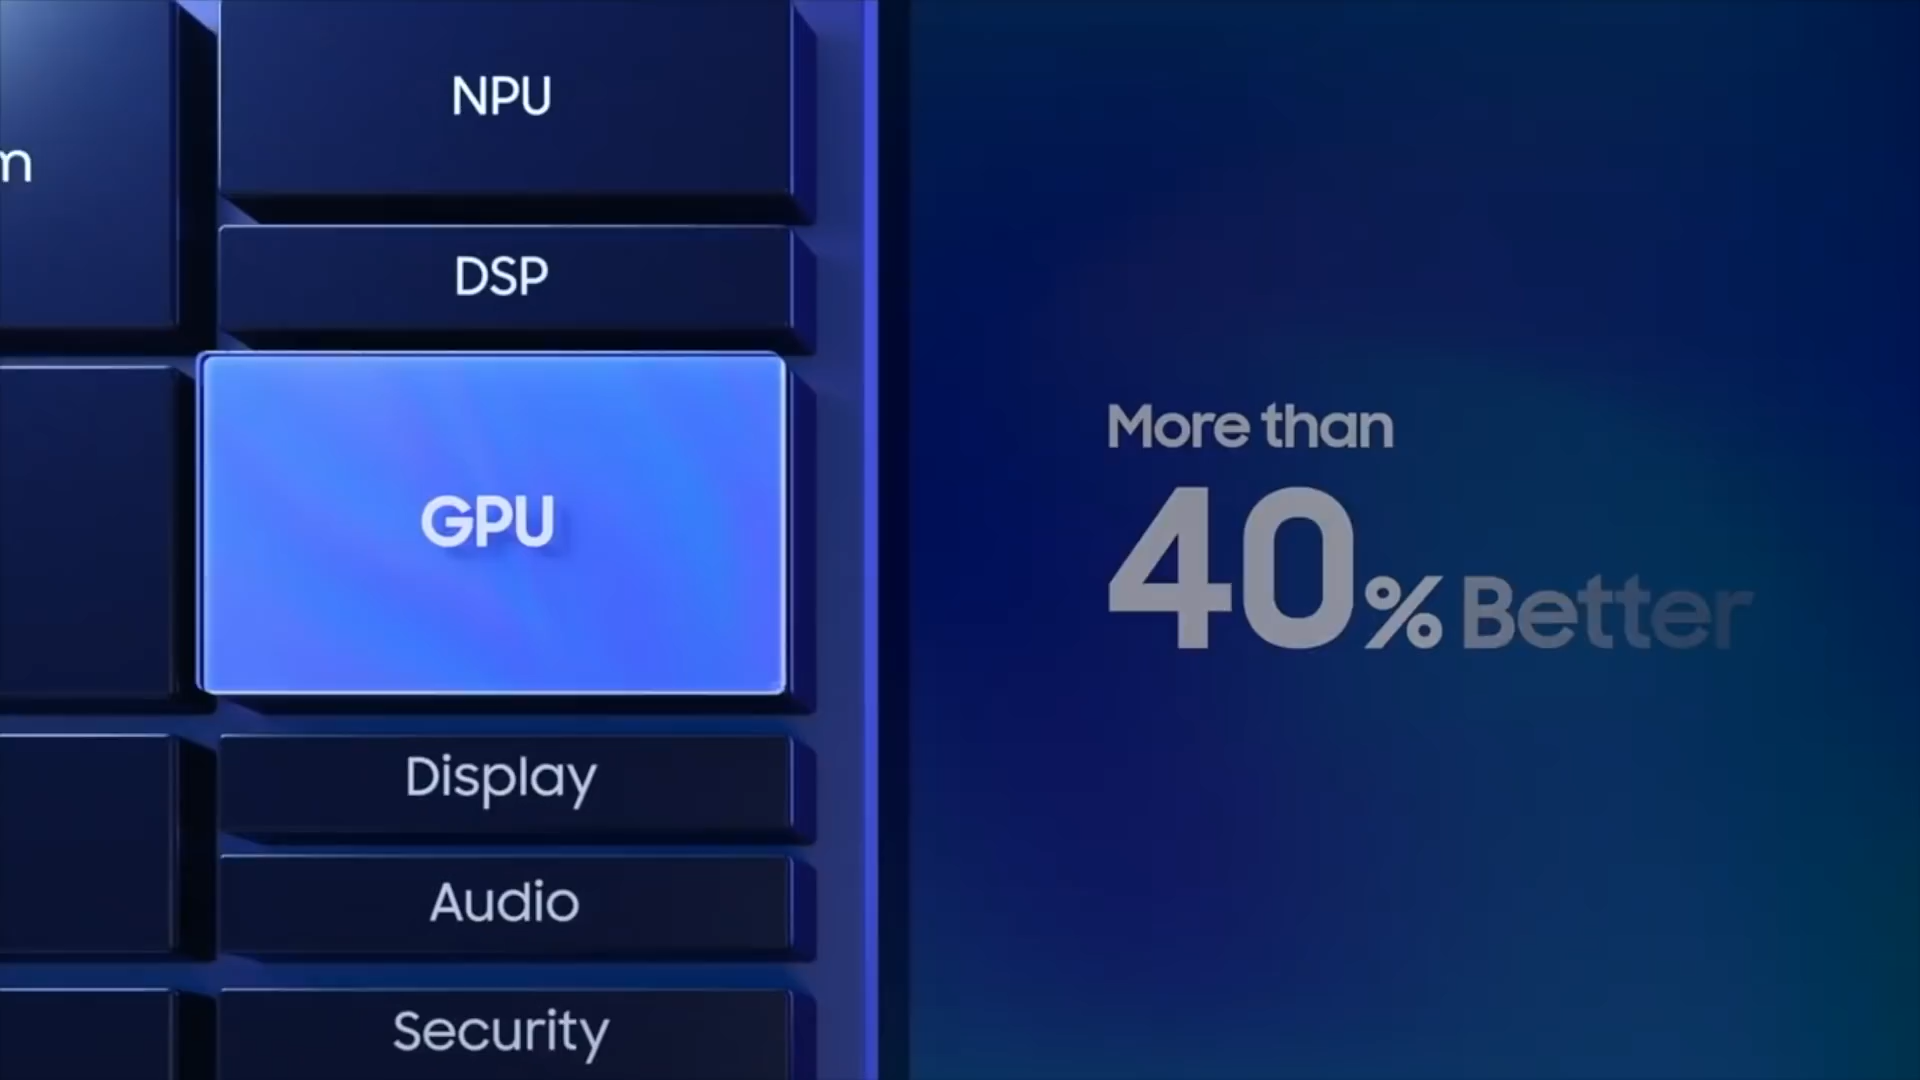 m
NPU
DSP
GPU
Display
Audio
Security
More than
40% Better